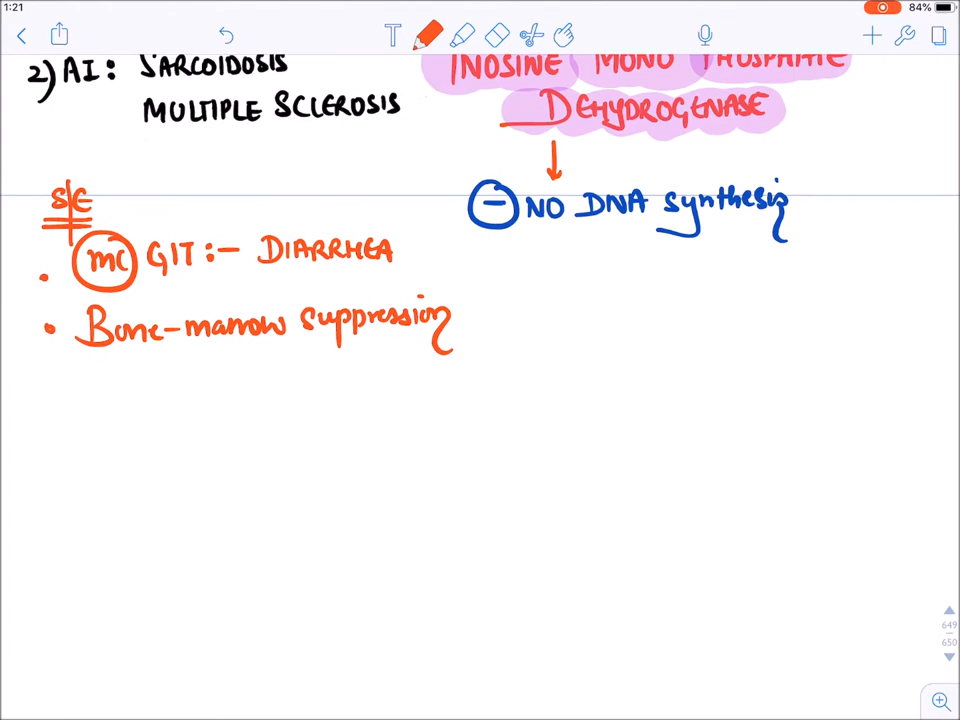 1:21
84%
T
2) AI: SARCOIDOSIS
MULTIPLE SCLEROSIS
INOSINE MONO PHOSPHATE
DEHYDROGENASE
⊖ NO DNA synthesis
S/E
• mc GIT:- DIARRHEA
• Bone-marrow suppression
649
650